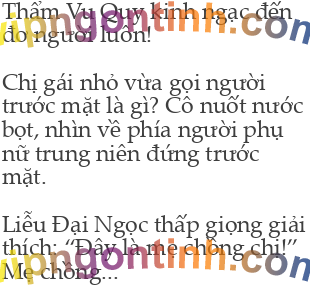 Thẩm Vu Quy kinh ngạc đến
đơ người luôn!
Chị gái nhỏ vừa gọi người
trước mặt là gì? Cô nuốt nước
bọt, nhìn về phía người phụ
nữ trung niên đứng trước
mặt.
Liễu Đại Ngọc thấp giọng giải
thích: “Đây là mẹ chồng chị!”
Mẹ chồng...